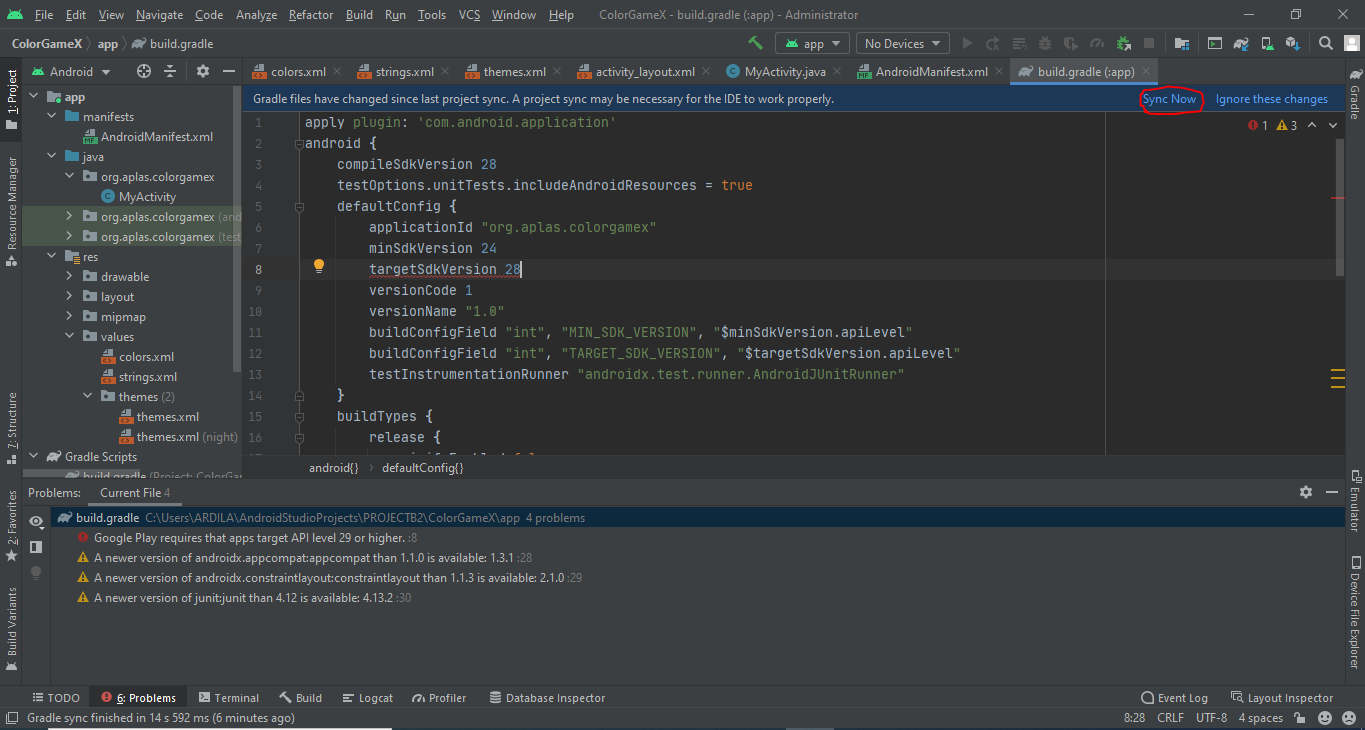 File Edit View Navigate Code Analyze Refactor Build Run Tools VCS Window Help ColorGameX - build.gradle (:app) - Administrator
ColorGameX app build.gradle app No Devices
Android colors.xml strings.xml themes.xml activity_layout.xml MyActivity.java AndroidManifest.xml build.gradle (:app)
Gradle files have changed since last project sync. A project sync may be necessary for the IDE to work properly. Sync Now Ignore these changes
1: Project
Resource Manager
7: Structure
2: Favorites
Build Variants
app
manifests
AndroidManifest.xml
java
org.aplas.colorgamex
MyActivity
org.aplas.colorgamex (and
org.aplas.colorgamex (test
res
drawable
layout
mipmap
values
colors.xml
strings.xml
themes (2)
themes.xml
themes.xml (night)
Gradle Scripts
build.gradle (Project: ColorGa
1 apply plugin: 'com.android.application'
2 android {
3 compileSdkVersion 28
4 testOptions.unitTests.includeAndroidResources = true
5 defaultConfig {
6 applicationId "org.aplas.colorgamex"
7 minSdkVersion 24
8 targetSdkVersion 28
9 versionCode 1
10 versionName "1.0"
11 buildConfigField "int", "MIN_SDK_VERSION", "$minSdkVersion.apiLevel"
12 buildConfigField "int", "TARGET_SDK_VERSION", "$targetSdkVersion.apiLevel"
13 testInstrumentationRunner "androidx.test.runner.AndroidJUnitRunner"
14 }
15 buildTypes {
16 release {
1 3
android{} defaultConfig{}
Gradle
Emulator
Device File Explorer
Problems: Current File 4
build.gradle C:\Users\ARDILA\AndroidStudioProjects\PROJECTB2\ColorGameX\app 4 problems
Google Play requires that apps target API level 29 or higher. :8
A newer version of androidx.appcompat:appcompat than 1.1.0 is available: 1.3.1 :28
A newer version of androidx.constraintlayout:constraintlayout than 1.1.3 is available: 2.1.0 :29
A newer version of junit:junit than 4.12 is available: 4.13.2 :30
TODO 6: Problems Terminal Build Logcat Profiler Database Inspector Event Log Layout Inspector
Gradle sync finished in 14 s 592 ms (6 minutes ago) 8:28 CRLF UTF-8 4 spaces